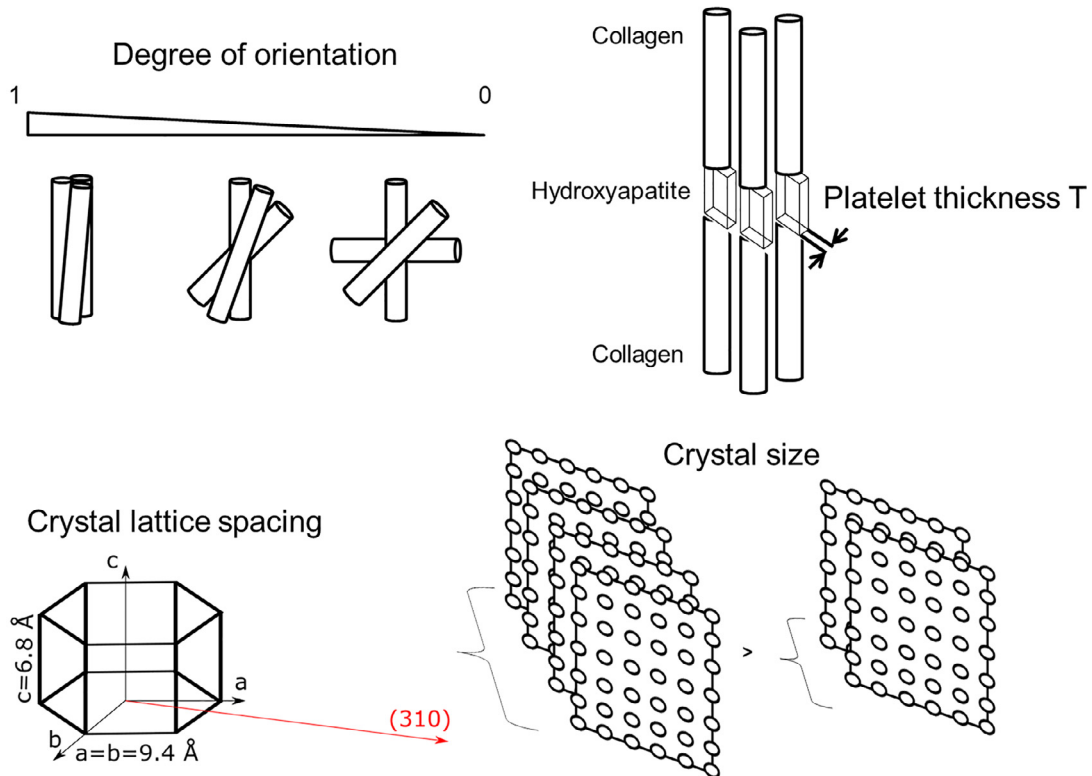 Degree of orientation
1
0
Collagen
Hydroxyapatite
Platelet thickness T
Collagen
Crystal size
Crystal lattice spacing
c
c=6.8 Å
a
(310)
b
a=b=9.4 Å
>